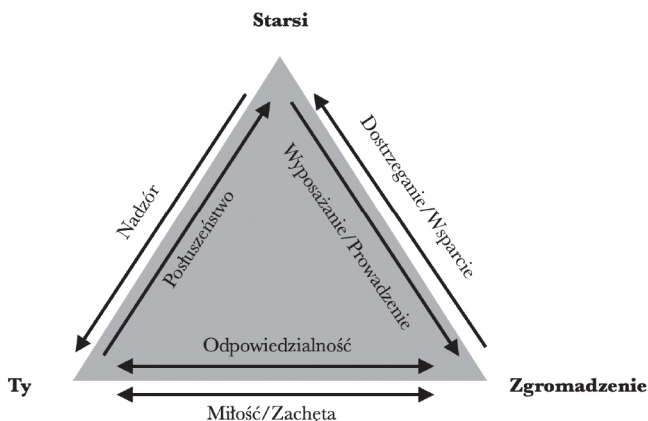 Starsi
Nadzór
Posłuszeństwo
Wyposażanie/Prowadzenie
Dostrzeganie/Wsparcie
Odpowiedzialność
Ty
Zgromadzenie
Miłość/Zachęta